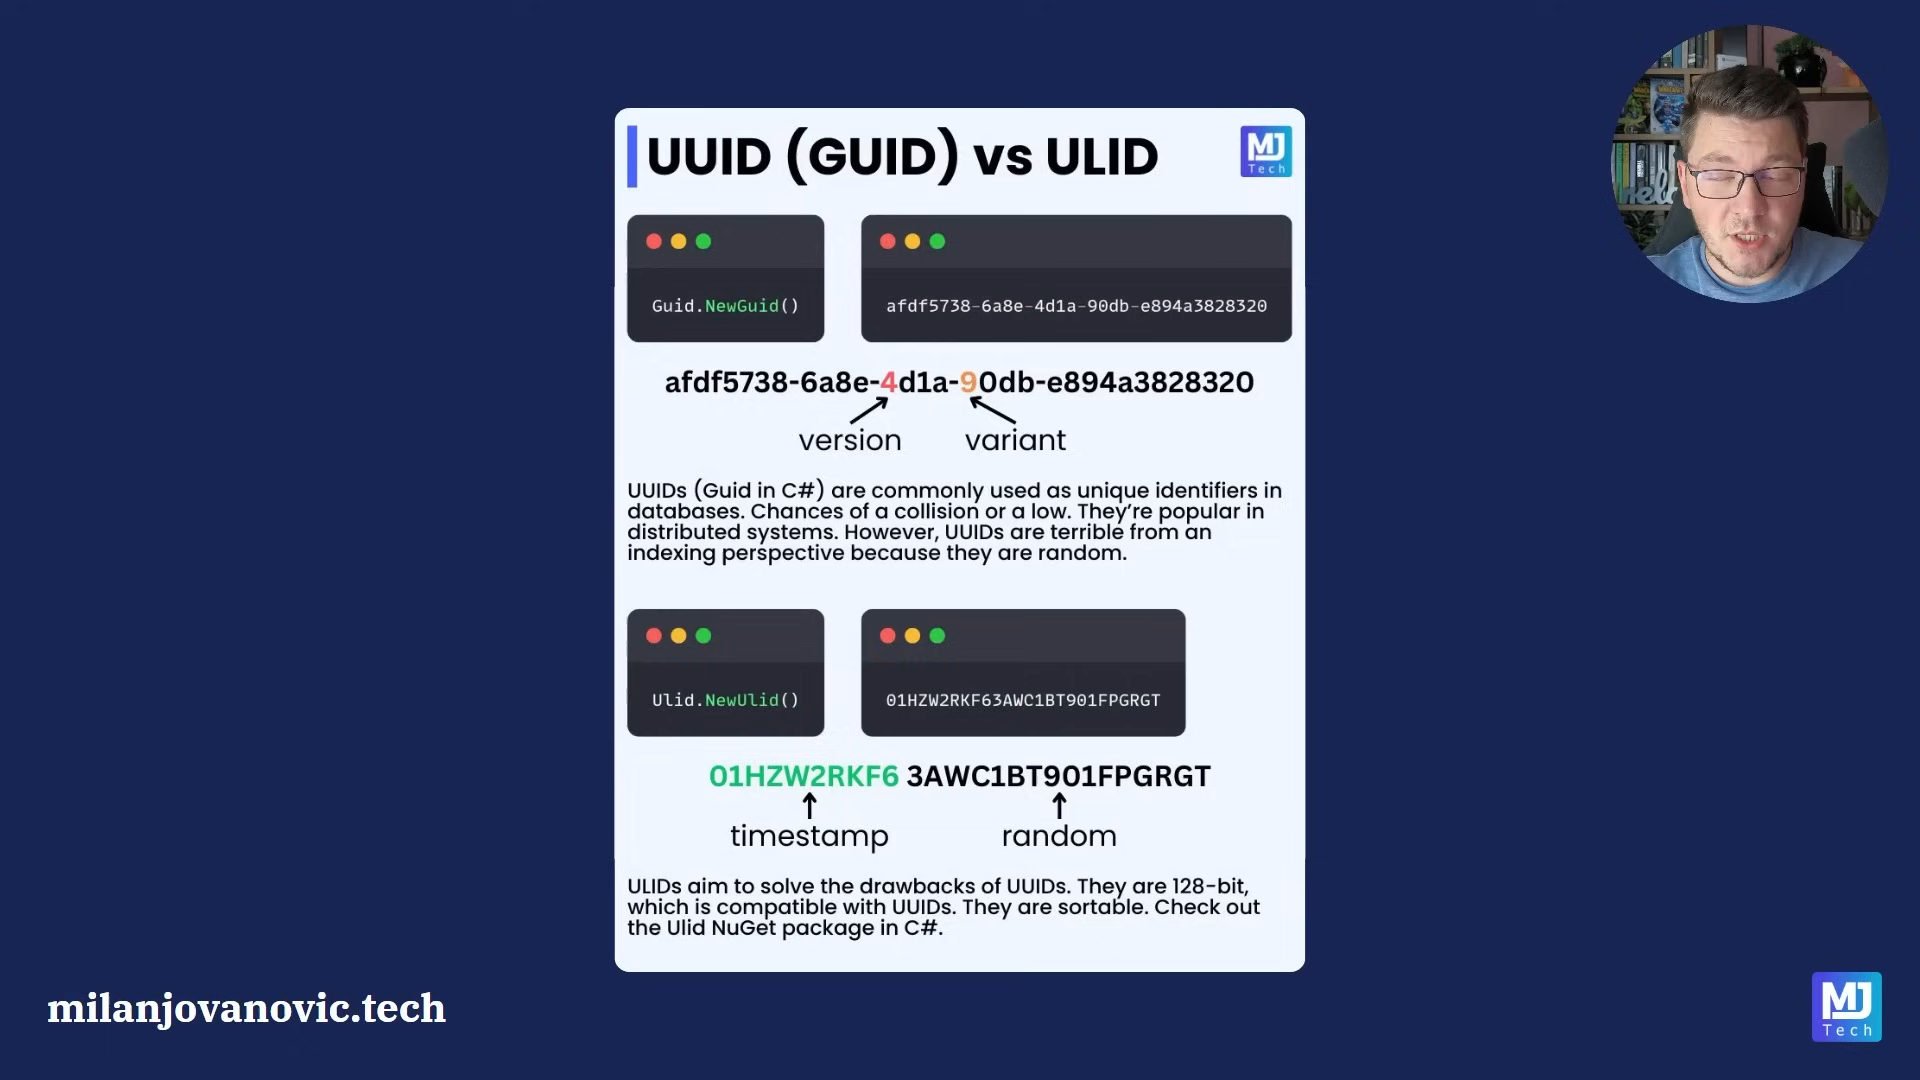 UUID (GUID) vs ULID
MJ
Tech
Guid.NewGuid()
afdf5738-6a8e-4d1a-90db-e894a3828320
afdf5738-6a8e-4d1a-90db-e894a3828320
version
variant
UUIDs (Guid in C#) are commonly used as unique identifiers in
databases. Chances of a collision or a low. They’re popular in
distributed systems. However, UUIDs are terrible from an
indexing perspective because they are random.
Ulid.NewUlid()
01HZW2RKF63AWC1BT901FPGRGT
01HZW2RKF6 3AWC1BT901FPGRGT
timestamp
random
ULIDs aim to solve the drawbacks of UUIDs. They are 128-bit,
which is compatible with UUIDs. They are sortable. Check out
the Ulid NuGet package in C#.
milanjovanovic.tech
MJ
Tech